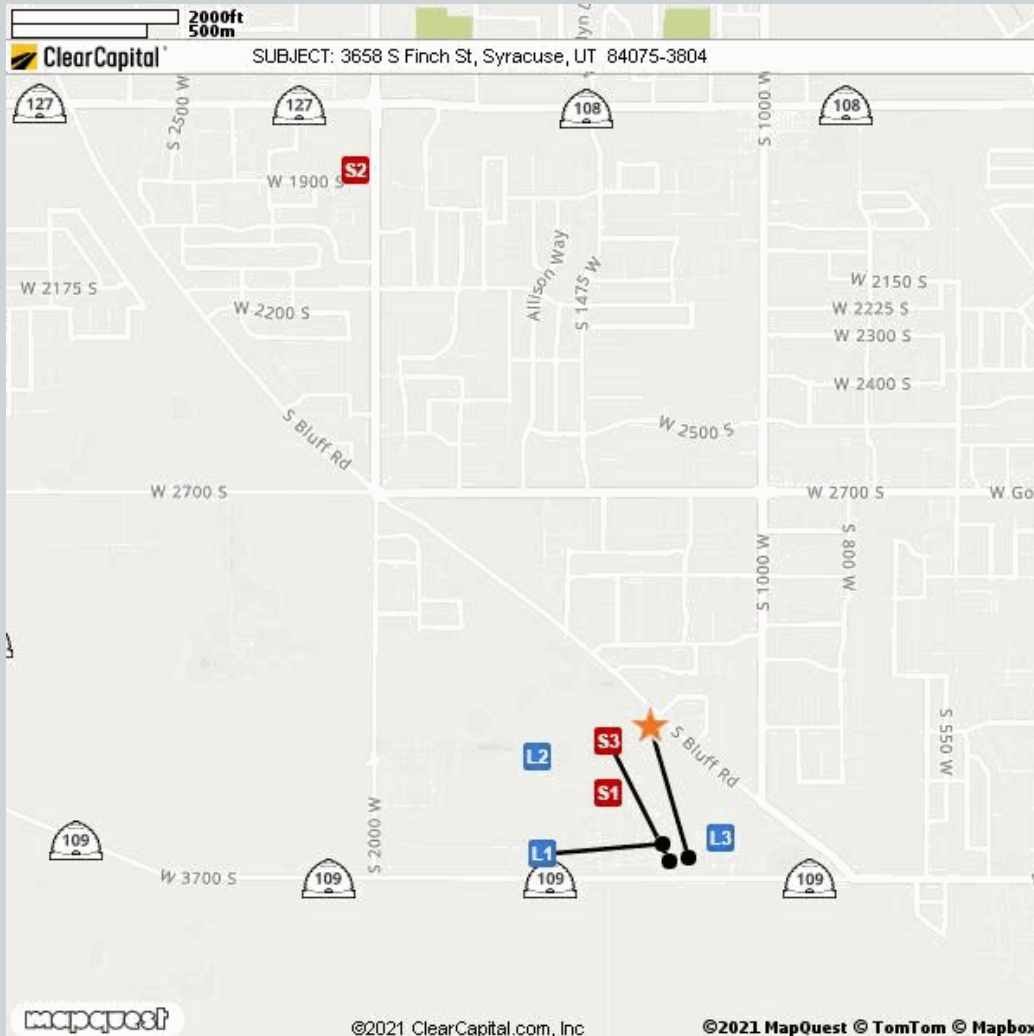 2000ft
500m
ClearCapital
SUBJECT: 3658 S Finch St, Syracuse, UT 84075-3804
127
127
108
108
S 2500 W
S 1000 W
lyn
S2
W 1900 S
Allison Way
S 1475 W
W 2175 S
W 2200 S
W 2150 S
W 2225 S
W 2300 S
W 2400 S
S Bluff Rd
W 2500 S
W 2700 S
W 2700 S
W Go
S 1000 W
S 800 W
S 550 W
S3
S Bluff Rd
L2
S1
S 2000 W
L1
L3
109
109
109
109
W 3700 S
mapquest
©2021 ClearCapital.com, Inc
©2021 MapQuest © TomTom © Mapbox